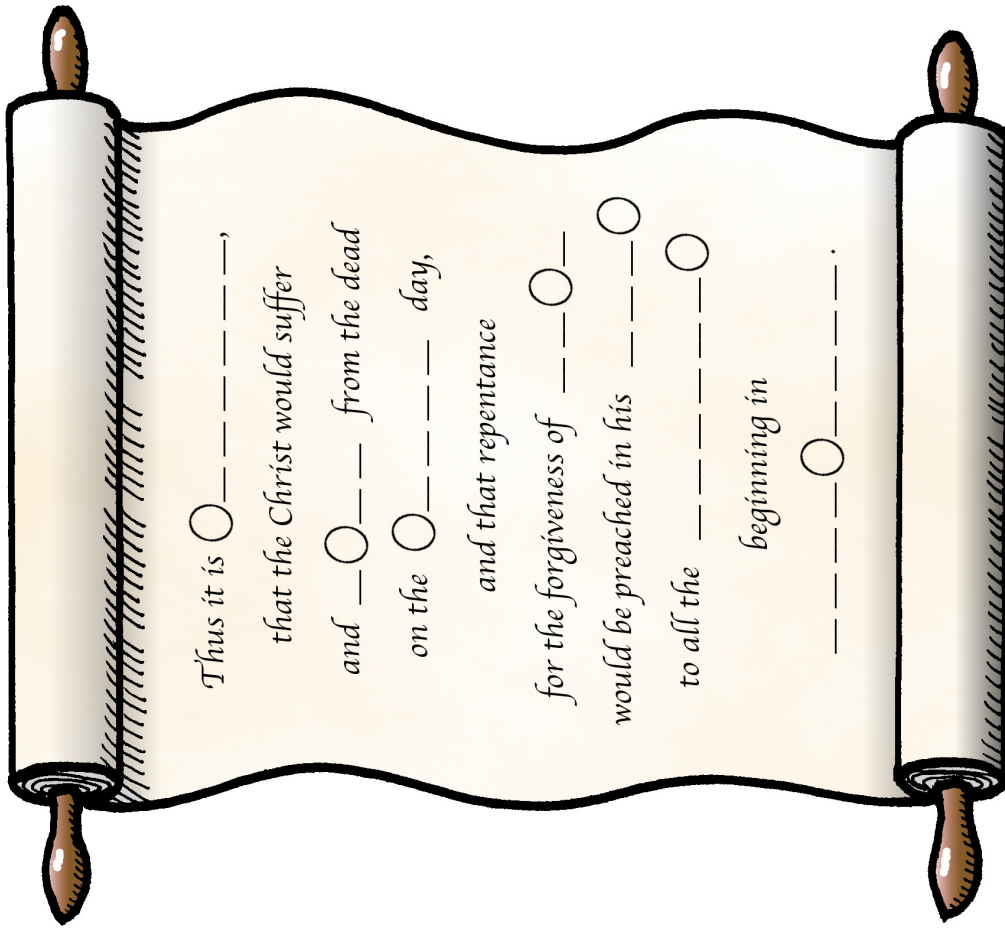 Thus it is ○ _ _ _ _ _ _,
that the Christ would suffer
and _ ○ _ _ from the dead
on the ○ _ _ _ _ day,
and that repentance
for the forgiveness of _ _ ○ _
would be preached in his _ _ _ ○
to all the _ _ _ _ _ _ ○
beginning in
_ _ _ _ ○ _ _ _ _.